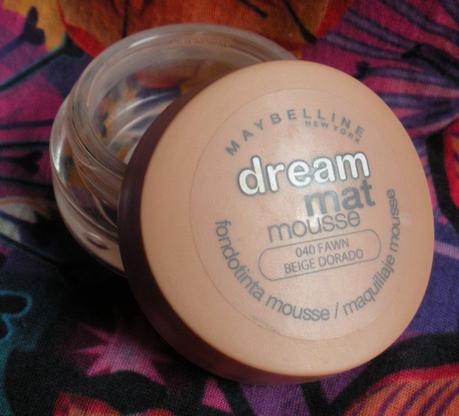 MAYBELLINE
NEW YORK
dream
mat
mousse
040 FAWN
BEIGE DORADO
fondotinta mousse / maquillaje mousse